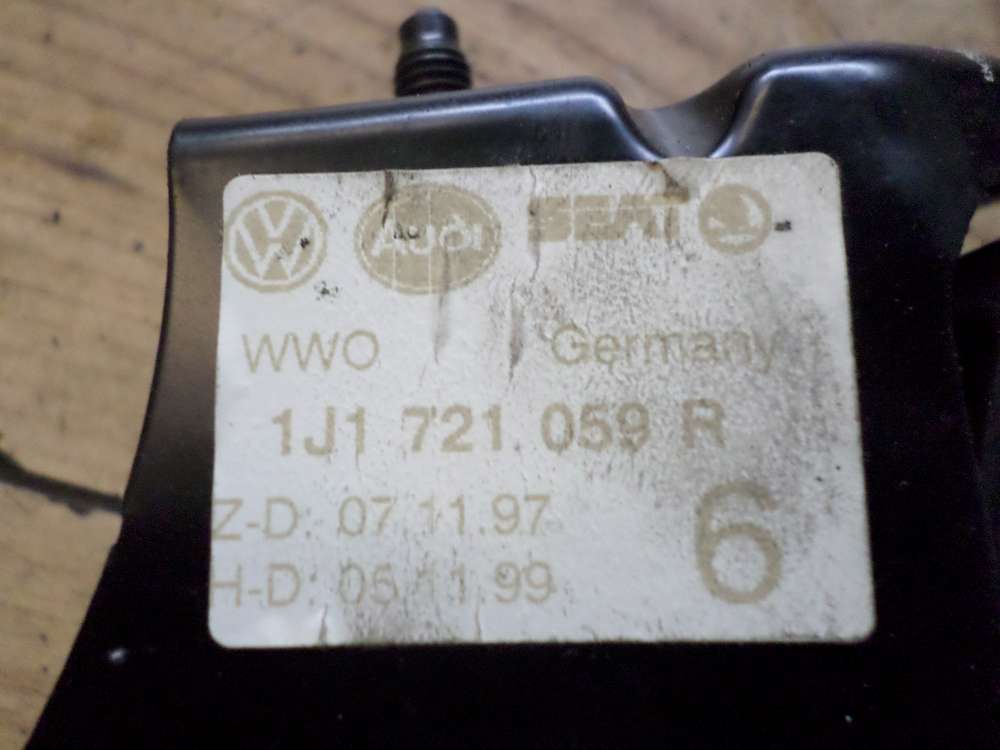 VW Audi SEAT
WWO Germany
1J1 721 059 R
Z-D: 07.11.97
H-D: 05.11.99
6